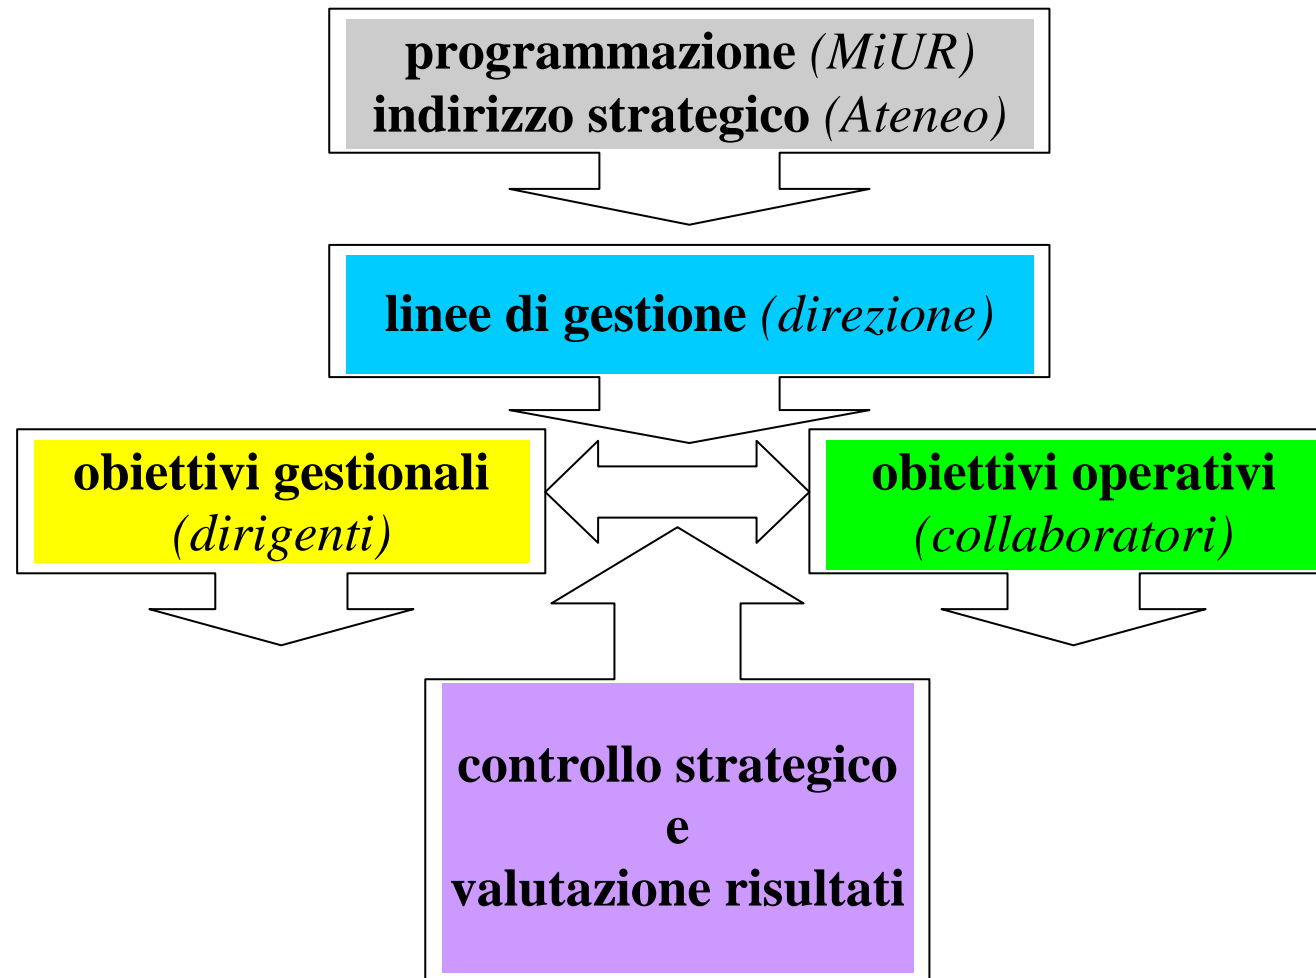 programmazione (MiUR)
indirizzo strategico (Ateneo)
linee di gestione (direzione)
obiettivi gestionali
(dirigenti)
obiettivi operativi
(collaboratori)
controllo strategico
e
valutazione risultati